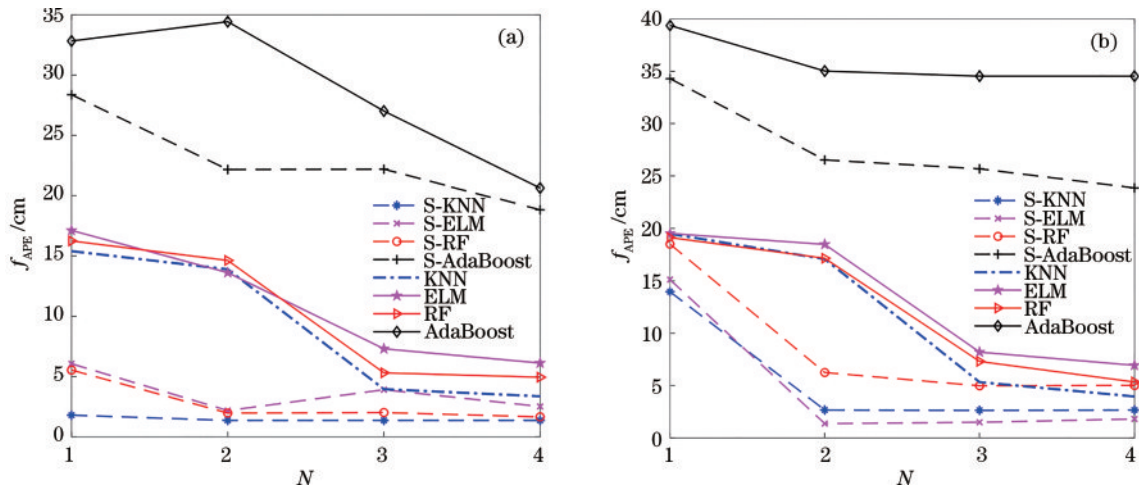 (a)
35
30
25
20
15
10
5
0
f_APE/cm
1 2 3 4
N
S-KNN
S-ELM
S-RF
S-AdaBoost
KNN
ELM
RF
AdaBoost
(b)
40
35
30
25
20
15
10
5
0
f_APE/cm
1 2 3 4
N
S-KNN
S-ELM
S-RF
S-AdaBoost
KNN
ELM
RF
AdaBoost